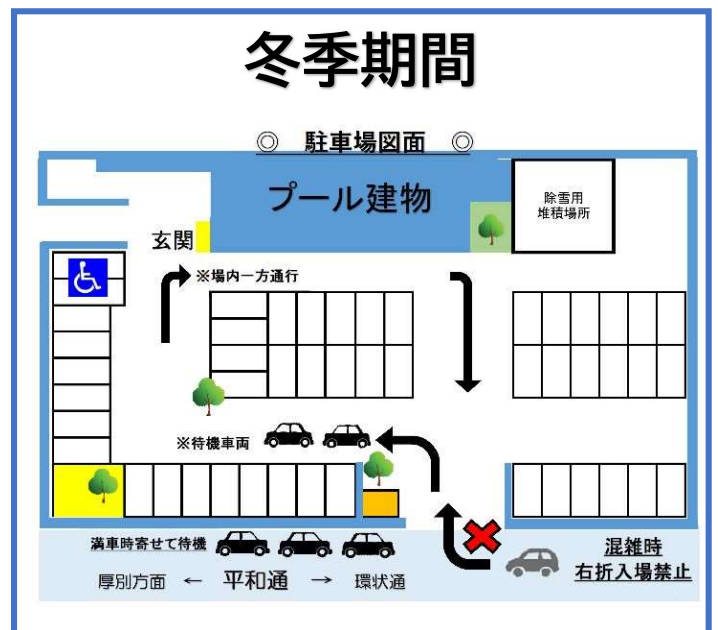 冬季期間
◎ 駐車場図面 ◎
プール建物
除雪用
堆積場所
玄関
※場内一方通行
※待機車両
満車時寄せて待機
厚別方面 ← 平和通 → 環状通
混雑時
右折入場禁止